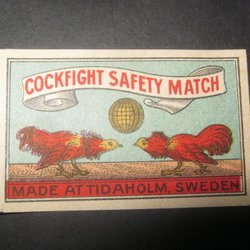 COCKFIGHT SAFETY MATCH
MADE AT TIDAHOLM, SWEDEN